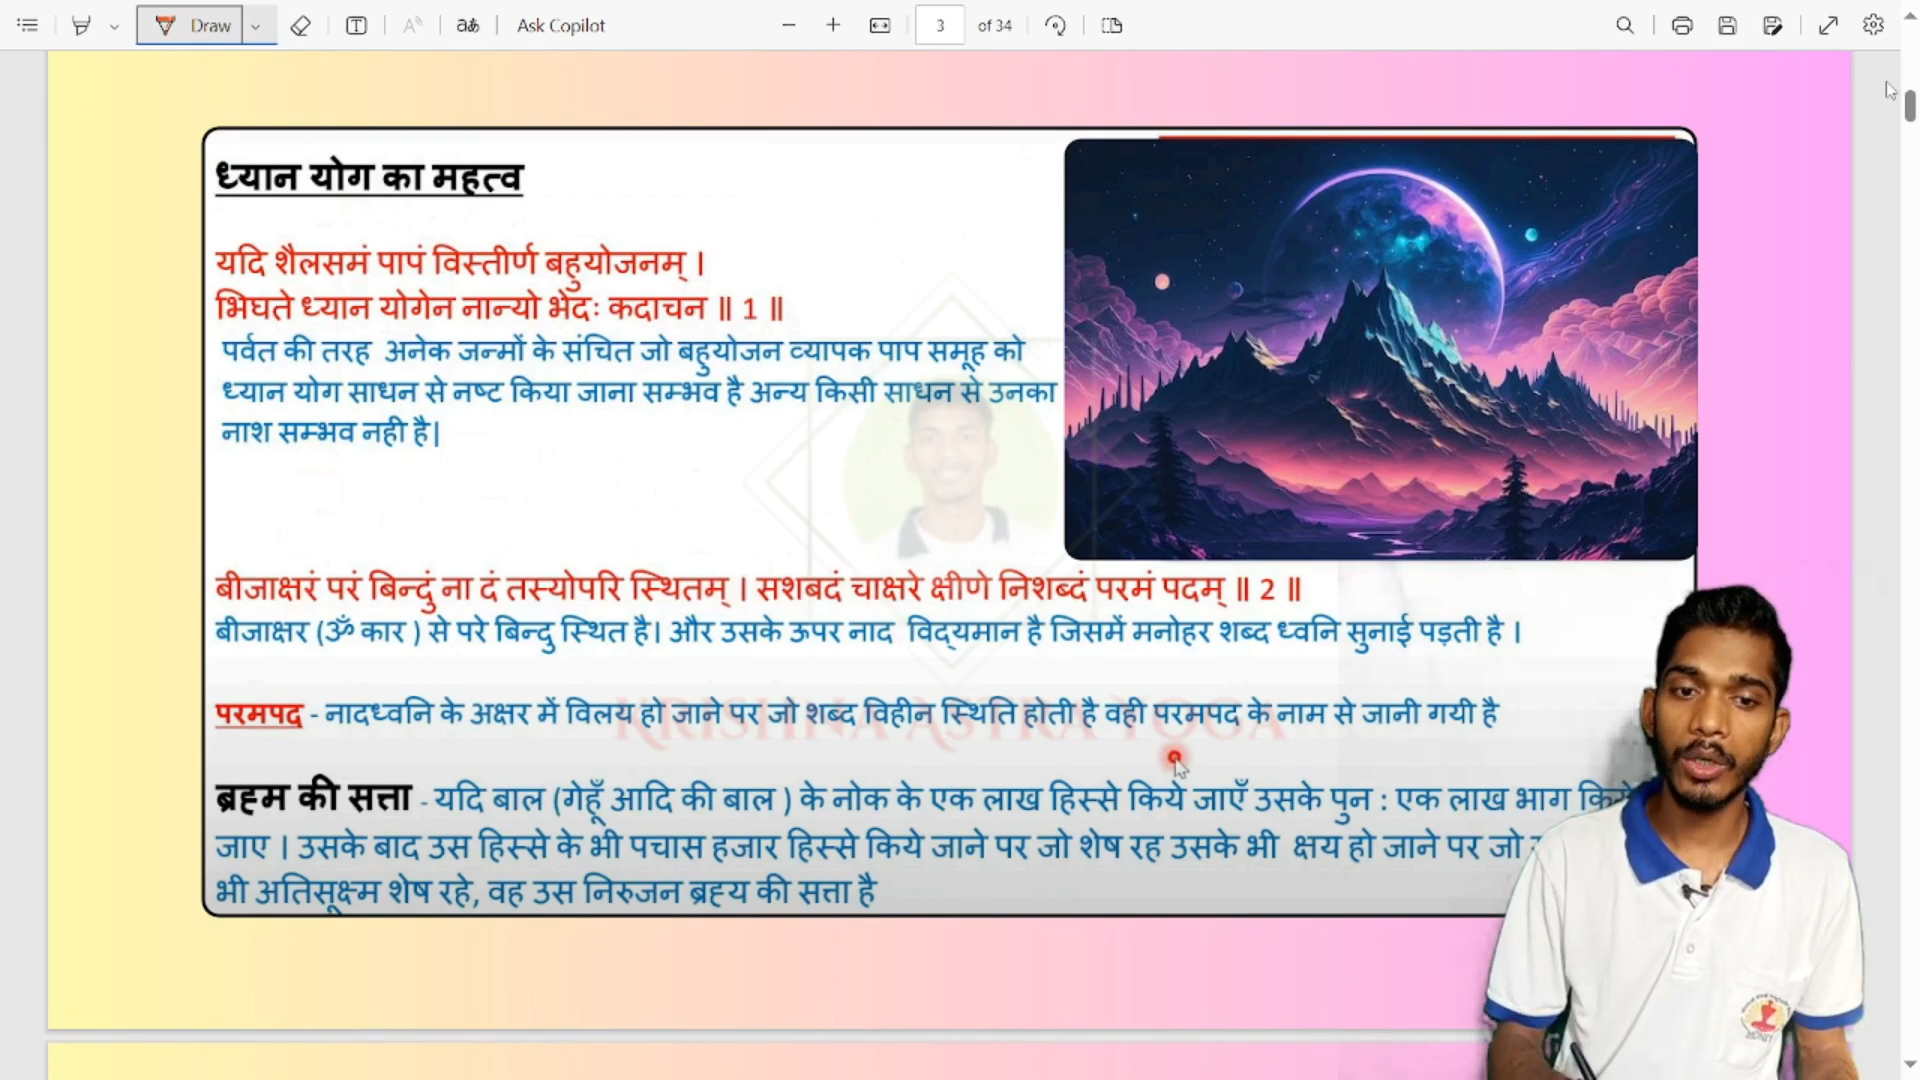 Draw
Ask Copilot
3 of 34
ध्यान योग का महत्व
यदि शैलसमं पापं विस्तीर्ण बहुयोजनम् ।
भिघते ध्यान योगेन नान्यो भेदः कदाचन ॥ 1 ॥
पर्वत की तरह अनेक जन्मों के संचित जो बहुयोजन व्यापक पाप समूह को
ध्यान योग साधन से नष्ट किया जाना सम्भव है अन्य किसी साधन से उनका
नाश सम्भव नही है|
बीजाक्षरं परं बिन्दुं ना दं तस्योपरि स्थितम् । सशबदं चाक्षरे क्षीणे निशब्दं परमं पदम् ॥ 2 ॥
बीजाक्षर (ॐ कार ) से परे बिन्दु स्थित है। और उसके ऊपर नाद विद्यमान है जिसमें मनोहर शब्द ध्वनि सुनाई पड़ती है ।
परमपद - नादध्वनि के अक्षर में विलय हो जाने पर जो शब्द विहीन स्थिति होती है वही परमपद के नाम से जानी गयी है
KRISHNA ASTRA YOGA
ब्रह्म की सत्ता - यदि बाल (गेहूँ आदि की बाल ) के नोक के एक लाख हिस्से किये जाएँ उसके पुन : एक लाख भाग
जाए । उसके बाद उस हिस्से के भी पचास हजार हिस्से किये जाने पर जो शेष रह उसके भी क्षय हो जाने पर जो
भी अतिसूक्ष्म शेष रहे, वह उस निरुजन ब्रह्य की सत्ता है